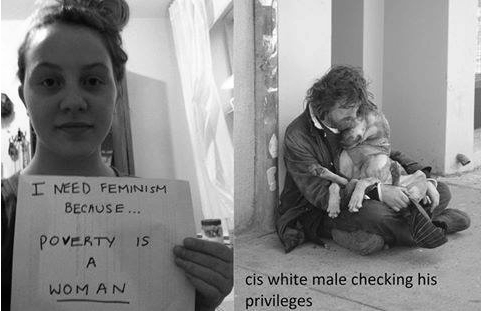 I NEED FEMINISM
BECAUSE...
POVERTY IS
A
WOMAN
cis white male checking his
privileges